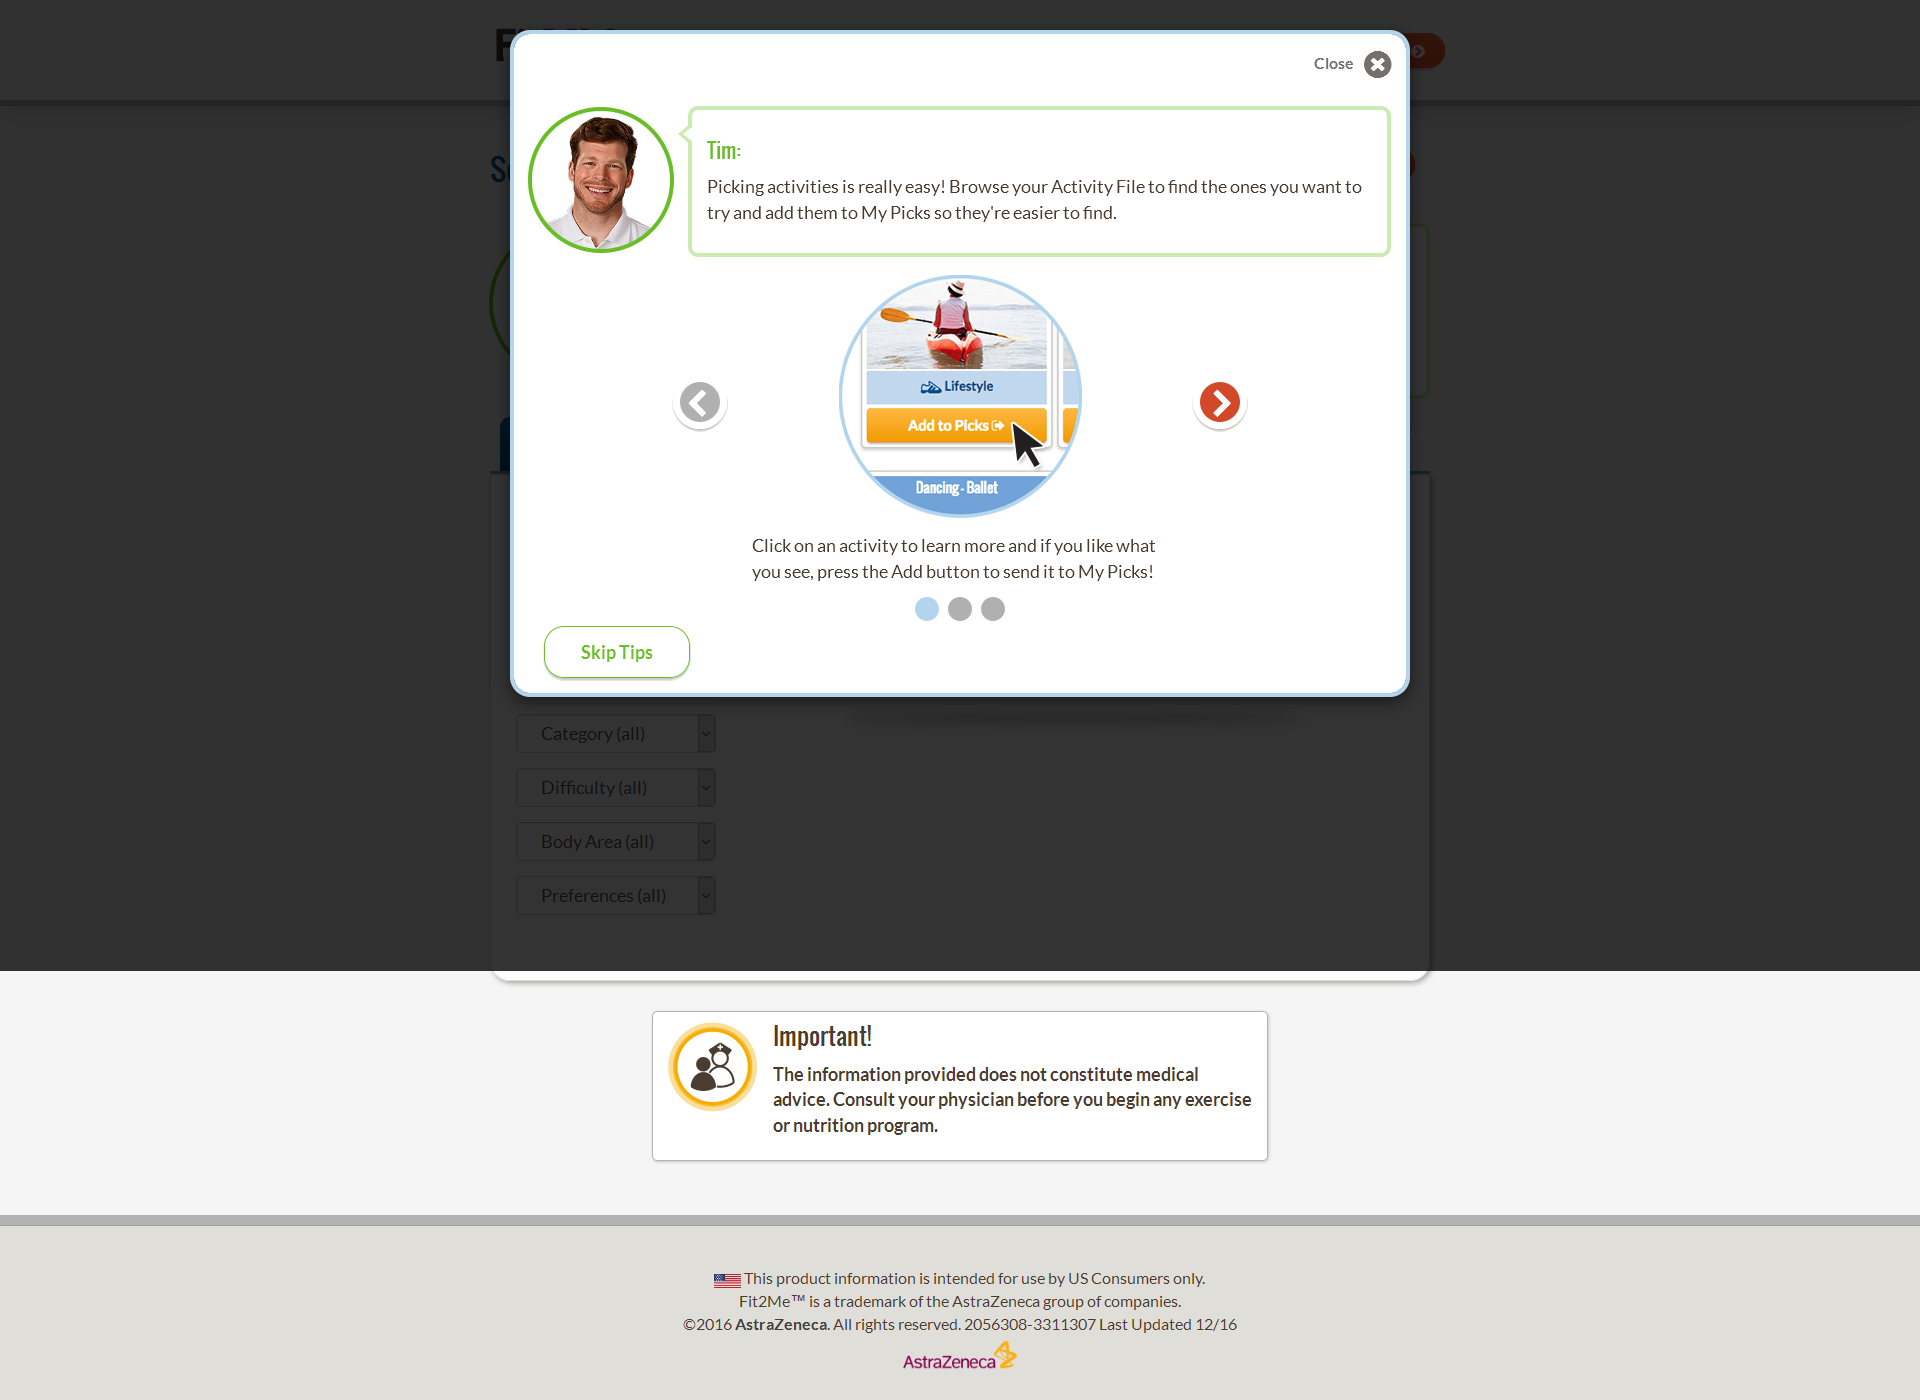 Close
Tim:
Picking activities is really easy! Browse your Activity File to find the ones you want to
try and add them to My Picks so they're easier to find.
Lifestyle
Add to Picks
Dancing - Ballet
Click on an activity to learn more and if you like what
you see, press the Add button to send it to My Picks!
Skip Tips
Category (all)
Difficulty (all)
Body Area (all)
Preferences (all)
Important!
The information provided does not constitute medical
advice. Consult your physician before you begin any exercise
or nutrition program.
This product information is intended for use by US Consumers only.
Fit2Me™ is a trademark of the AstraZeneca group of companies.
©2016 AstraZeneca. All rights reserved. 2056308-3311307 Last Updated 12/16
AstraZeneca